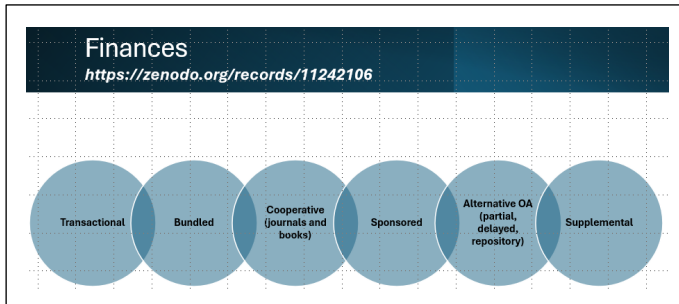 Finances
https://zenodo.org/records/11242106
Transactional
Bundled
Cooperative
(journals and
books)
Sponsored
Alternative OA
(partial,
delayed,
repository)
Supplemental